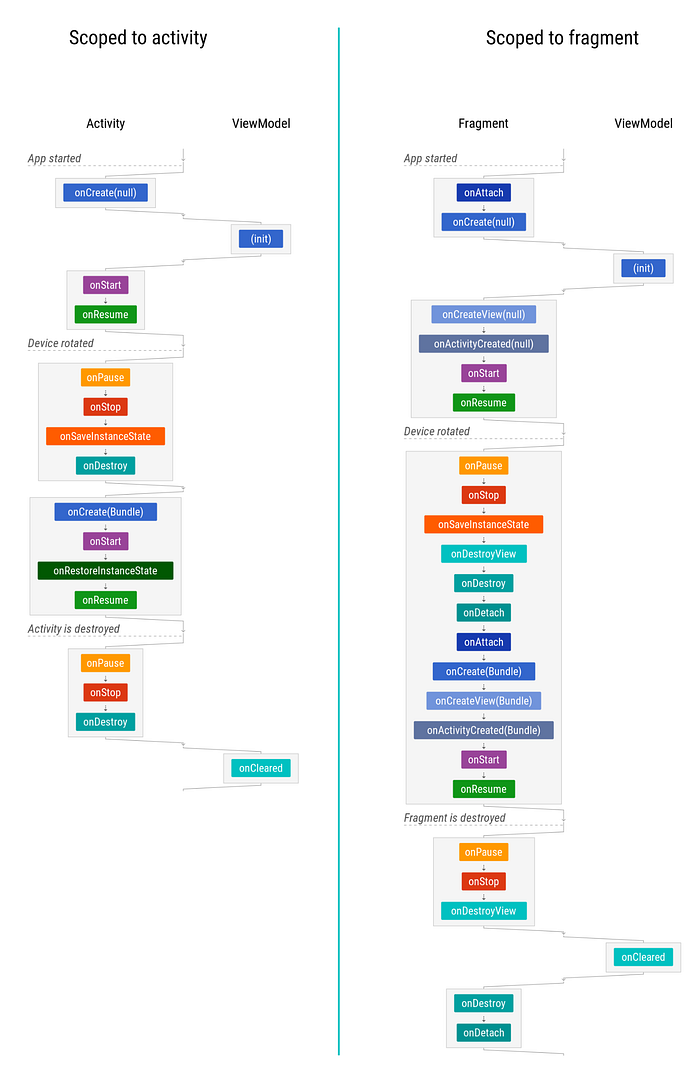 Scoped to activity
Activity
ViewModel
App started
onCreate(null)
(init)
onStart
onResume
Device rotated
onPause
onStop
onSaveInstanceState
onDestroy
onCreate(Bundle)
onStart
onRestoreInstanceState
onResume
Activity is destroyed
onPause
onStop
onDestroy
onCleared
Scoped to fragment
Fragment
ViewModel
App started
onAttach
onCreate(null)
(init)
onCreateView(null)
onActivityCreated(null)
onStart
onResume
Device rotated
onPause
onStop
onSaveInstanceState
onDestroyView
onDestroy
onDetach
onAttach
onCreate(Bundle)
onCreateView(Bundle)
onActivityCreated(Bundle)
onStart
onResume
Fragment is destroyed
onPause
onStop
onDestroyView
onCleared
onDestroy
onDetach